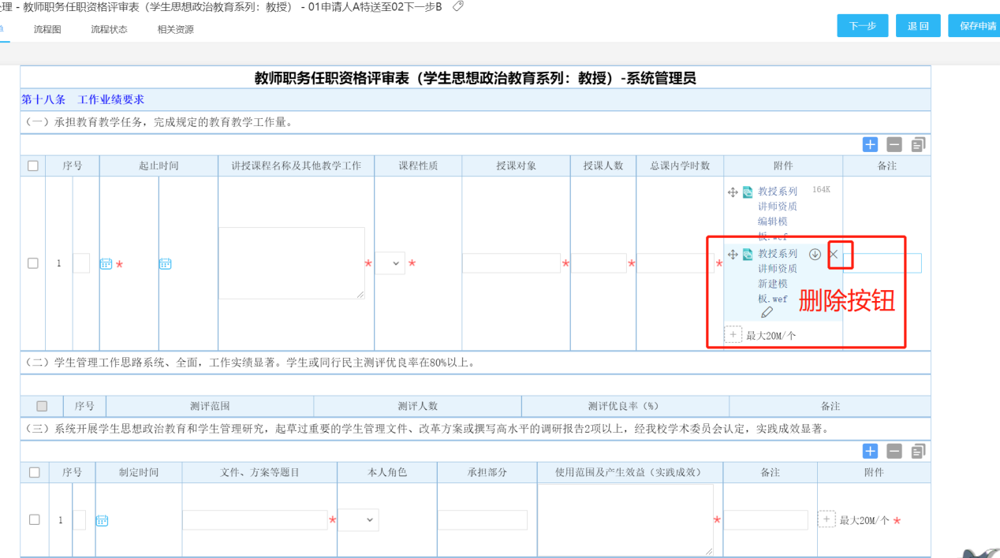 理 - 教师职务任职资格评审表（学生思想政治教育系列：教授） - 01申请人A特送至02下一步B
流程图 流程状态 相关资源 下一步 退回 保存申请
教师职务任职资格评审表（学生思想政治教育系列：教授）-系统管理员
第十八条 工作业绩要求
（一）承担教育教学任务，完成规定的教育教学工作量。
序号 起止时间 讲授课程名称及其他教学工作 课程性质 授课对象 授课人数 总课内学时数 附件 备注
教授系列 164K
讲师资质
编辑模
板.wef
1 * * * * * *
教授系列
讲师资质
新建模
板.wef
删除按钮
+ 最大20M/个
（二）学生管理工作思路系统、全面，工作实绩显著。学生或同行民主测评优良率在80%以上。
序号 测评范围 测评人数 测评优良率（%） 备注
（三）系统开展学生思想政治教育和学生管理研究，起草过重要的学生管理文件、改革方案或撰写高水平的调研报告2项以上，经我校学术委员会认定，实践成效显著。
序号 制定时间 文件、方案等题目 本人角色 承担部分 使用范围及产生效益（实践成效） 备注 附件
1 * * + 最大20M/个 *